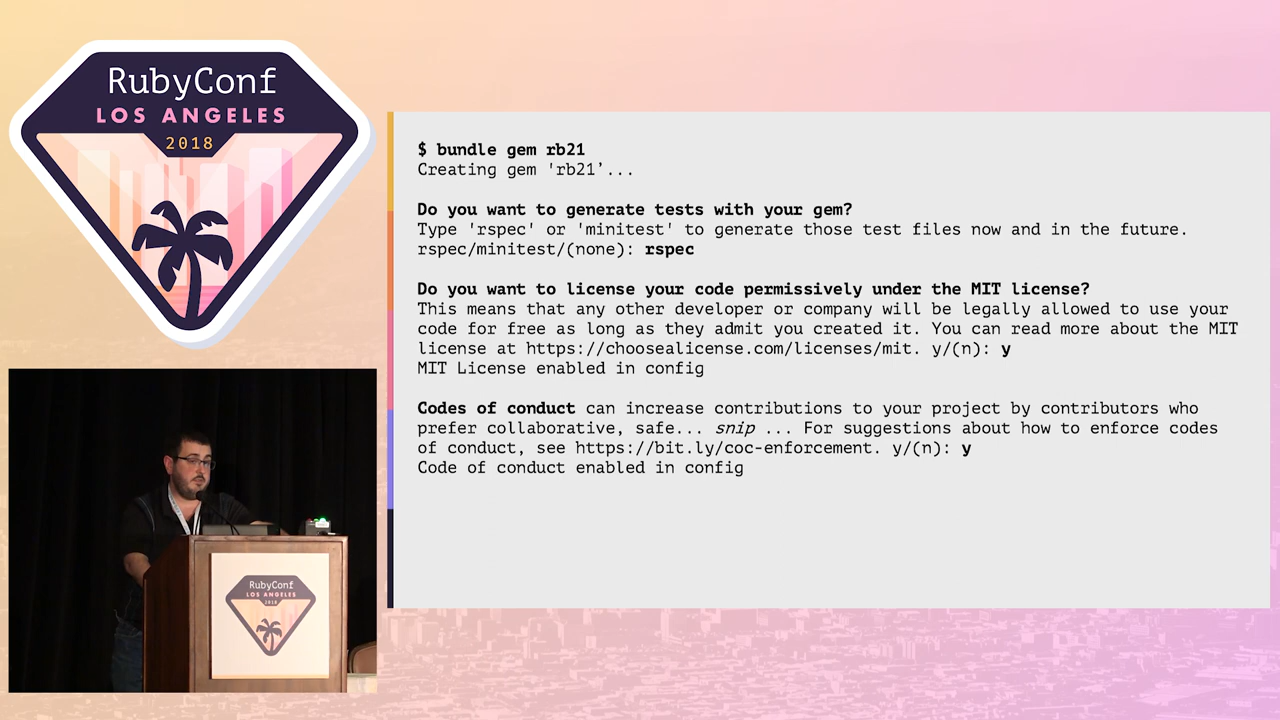 RubyConf
LOS ANGELES
2018
$ bundle gem rb21
Creating gem 'rb21’...
Do you want to generate tests with your gem?
Type 'rspec' or 'minitest' to generate those test files now and in the future.
rspec/minitest/(none): rspec
Do you want to license your code permissively under the MIT license?
This means that any other developer or company will be legally allowed to use your
code for free as long as they admit you created it. You can read more about the MIT
license at https://choosealicense.com/licenses/mit. y/(n): y
MIT License enabled in config
Codes of conduct can increase contributions to your project by contributors who
prefer collaborative, safe... snip ... For suggestions about how to enforce codes
of conduct, see https://bit.ly/coc-enforcement. y/(n): y
Code of conduct enabled in config
RubyConf
LOS ANGELES
2018